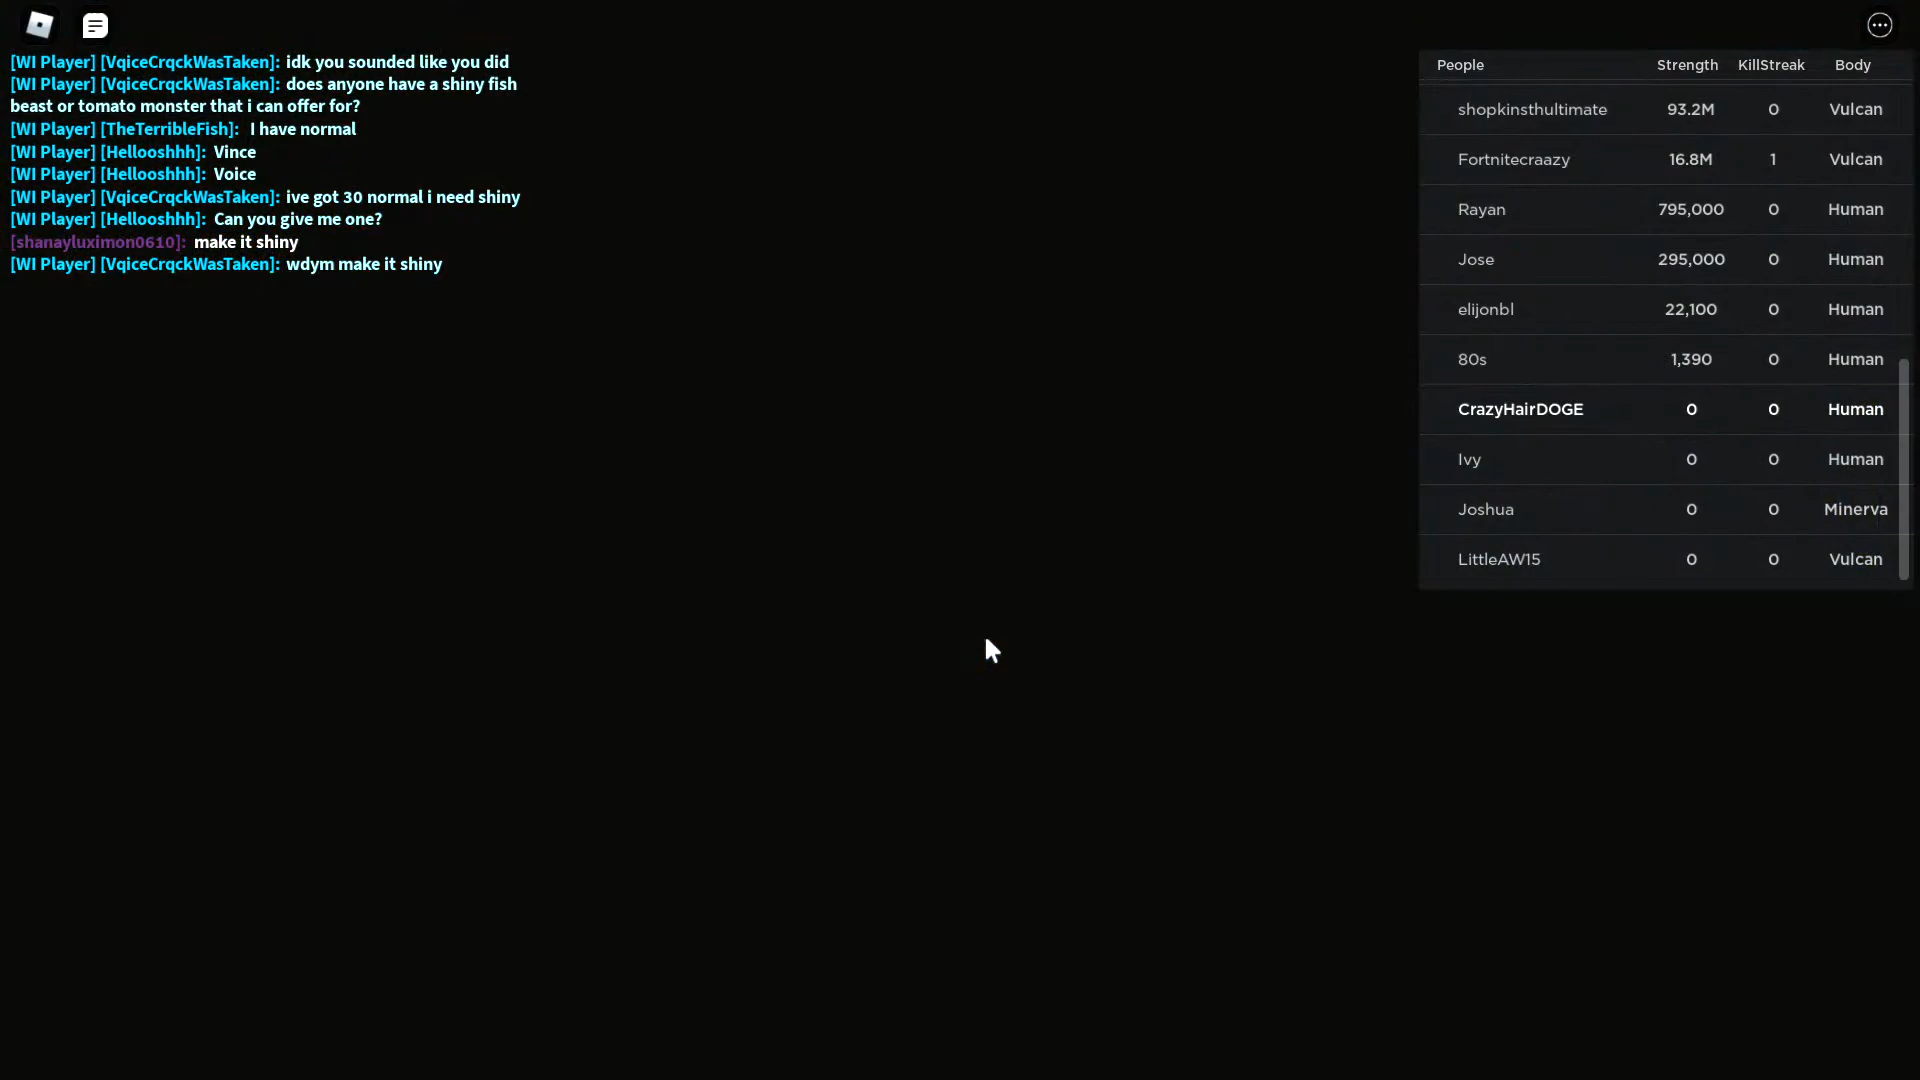 [WI Player] [VqiceCrqckWasTaken]: idk you sounded like you did
[WI Player] [VqiceCrqckWasTaken]: does anyone have a shiny fish
beast or tomato monster that i can offer for?
[WI Player] [TheTerribleFish]: I have normal
[WI Player] [Hellooshhh]: Vince
[WI Player] [Hellooshhh]: Voice
[WI Player] [VqiceCrqckWasTaken]: ive got 30 normal i need shiny
[WI Player] [Hellooshhh]: Can you give me one?
[shanayluximon0610]: make it shiny
[WI Player] [VqiceCrqckWasTaken]: wdym make it shiny
People Strength KillStreak Body
shopkinsthultimate 93.2M 0 Vulcan
Fortnitecraazy 16.8M 1 Vulcan
Rayan 795,000 0 Human
Jose 295,000 0 Human
elijonbl 22,100 0 Human
80s 1,390 0 Human
CrazyHairDOGE 0 0 Human
Ivy 0 0 Human
Joshua 0 0 Minerva
LittleAW15 0 0 Vulcan